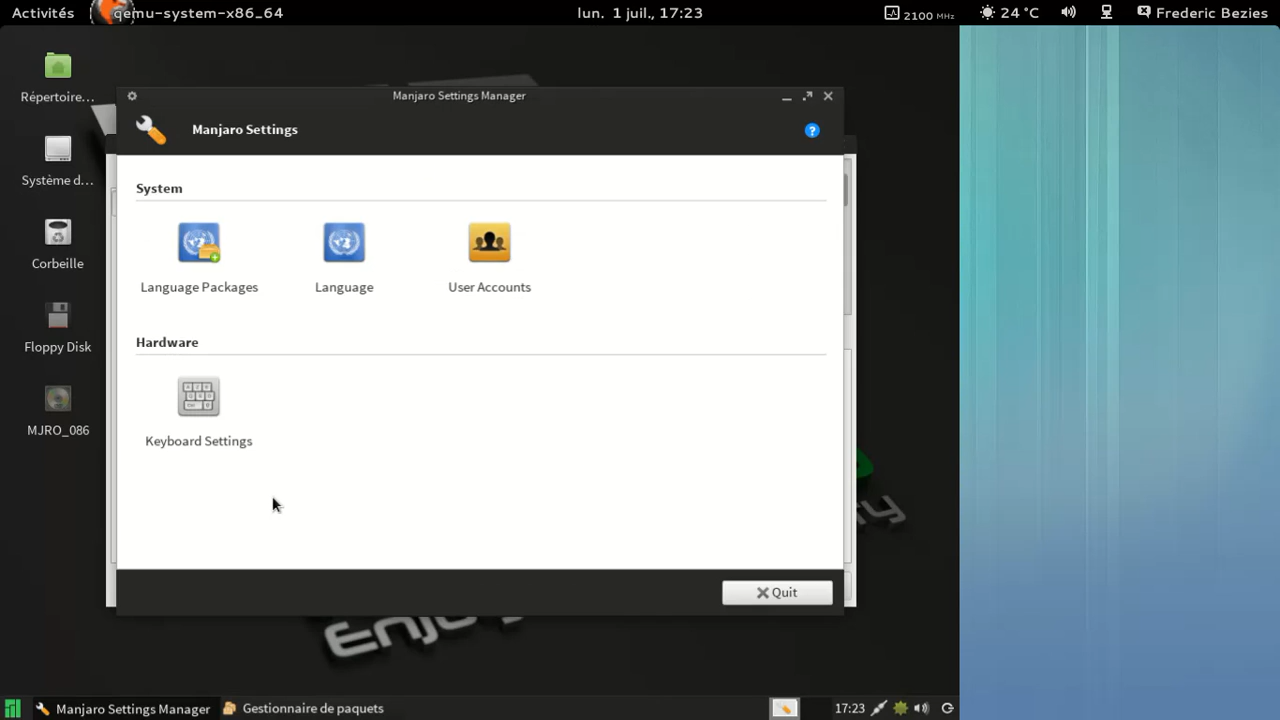 Activités
qemu-system-x86_64
lun. 1 juil., 17:23
2100 MHz
24 °C
Frederic Bezies
Répertoire...
Système d...
Corbeille
Floppy Disk
MJRO_086
Manjaro Settings Manager
Manjaro Settings
System
Language Packages
Language
User Accounts
Hardware
Keyboard Settings
Quit
Enjoy
Manjaro Settings Manager
Gestionnaire de paquets
17:23